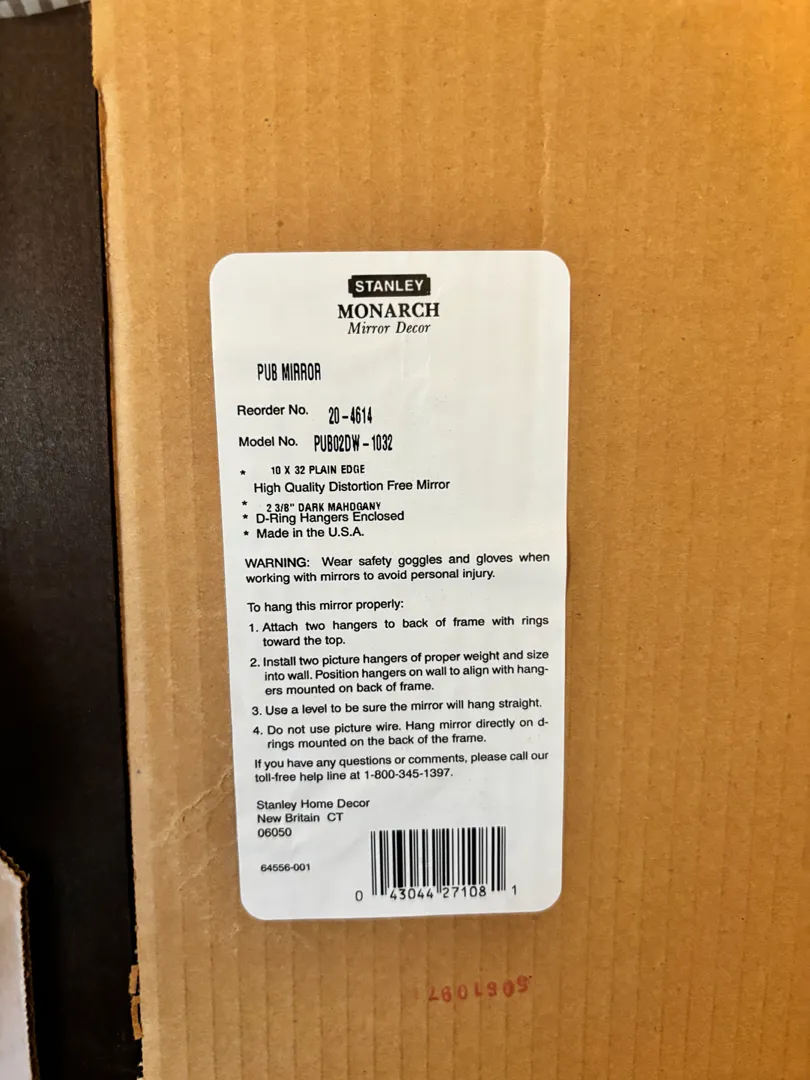 STANLEY
MONARCH
Mirror Decor
PUB MIRROR
Reorder No. 20-4614
Model No. PUB02DW-1032
* 10 X 32 PLAIN EDGE
High Quality Distortion Free Mirror
* 2 3/8" DARK MAHOGANY
* D-Ring Hangers Enclosed
* Made in the U.S.A.
WARNING: Wear safety goggles and gloves when
working with mirrors to avoid personal injury.
To hang this mirror properly:
1. Attach two hangers to back of frame with rings
toward the top.
2. Install two picture hangers of proper weight and size
into wall. Position hangers on wall to align with hang-
ers mounted on back of frame.
3. Use a level to be sure the mirror will hang straight.
4. Do not use picture wire. Hang mirror directly on d-
rings mounted on the back of the frame.
If you have any questions or comments, please call our
toll-free help line at 1-800-345-1397.
Stanley Home Decor
New Britain CT
06050
64556-001
0 43044 27108 1
5061097